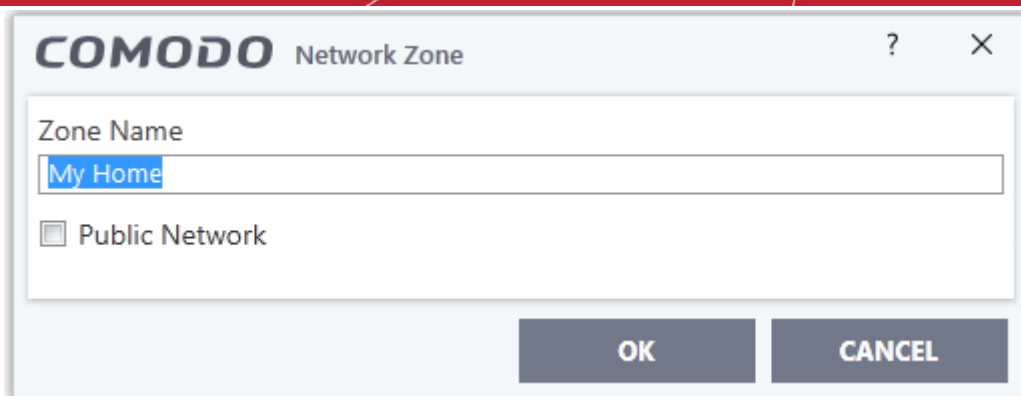 COMODO Network Zone ?
Zone Name
My Home
Public Network
OK CANCEL